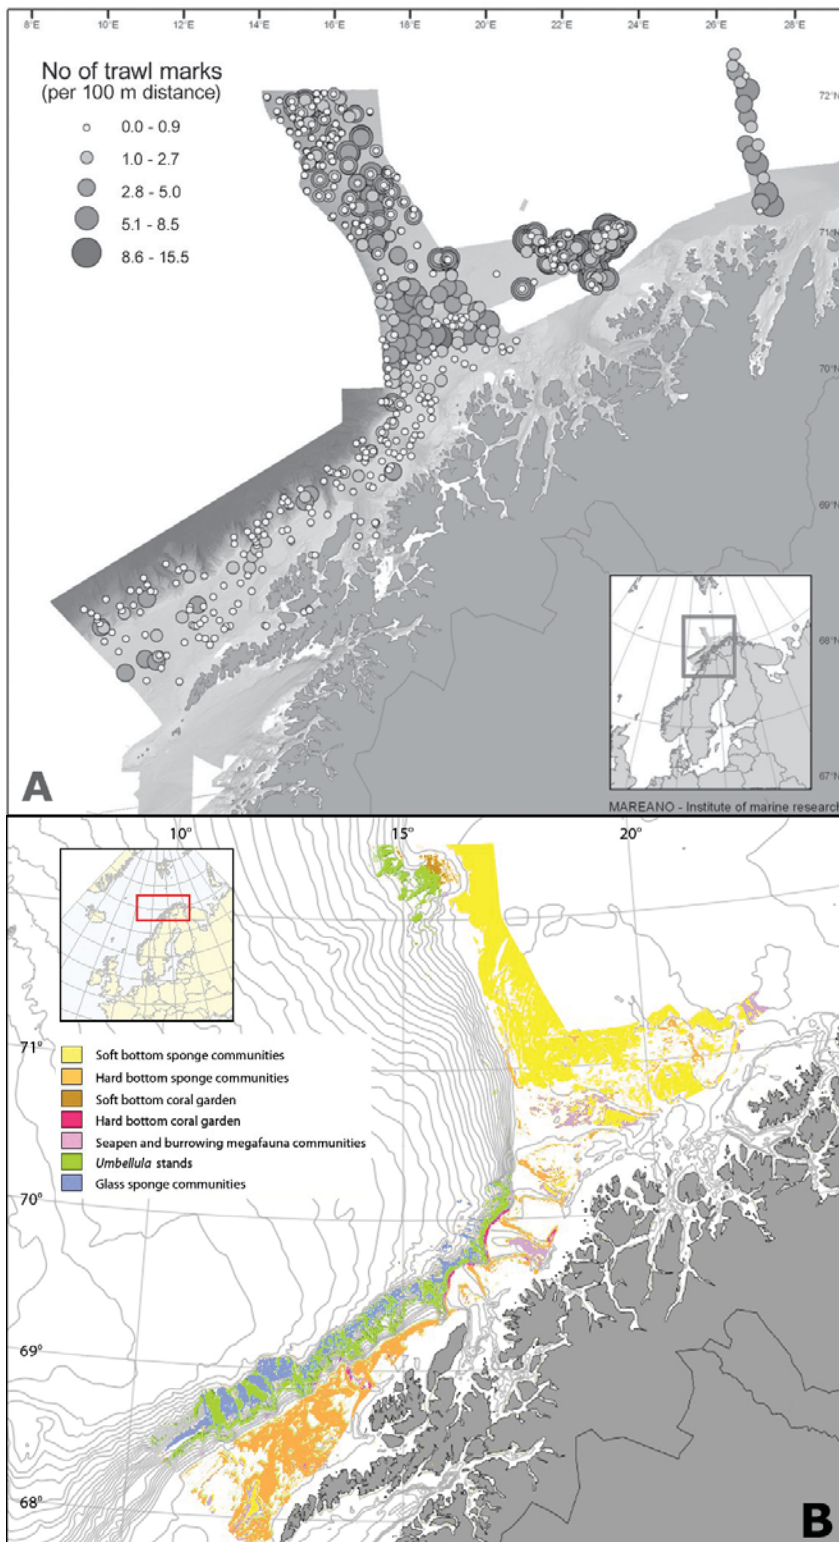 8°E 10°E 12°E 14°E 16°E 18°E 20°E 22°E 24°E 26°E 28°E
No of trawl marks
(per 100 m distance)
0.0 - 0.9
1.0 - 2.7
2.8 - 5.0
5.1 - 8.5
8.6 - 15.5
72°N
71°N
70°N
69°N
68°N
67°N
A
MAREANO - Institute of marine research
10° 15° 20°
71°
Soft bottom sponge communities
Hard bottom sponge communities
Soft bottom coral garden
Hard bottom coral garden
Seapen and burrowing megafauna communities
Umbellula stands
Glass sponge communities
70°
69°
68°
B